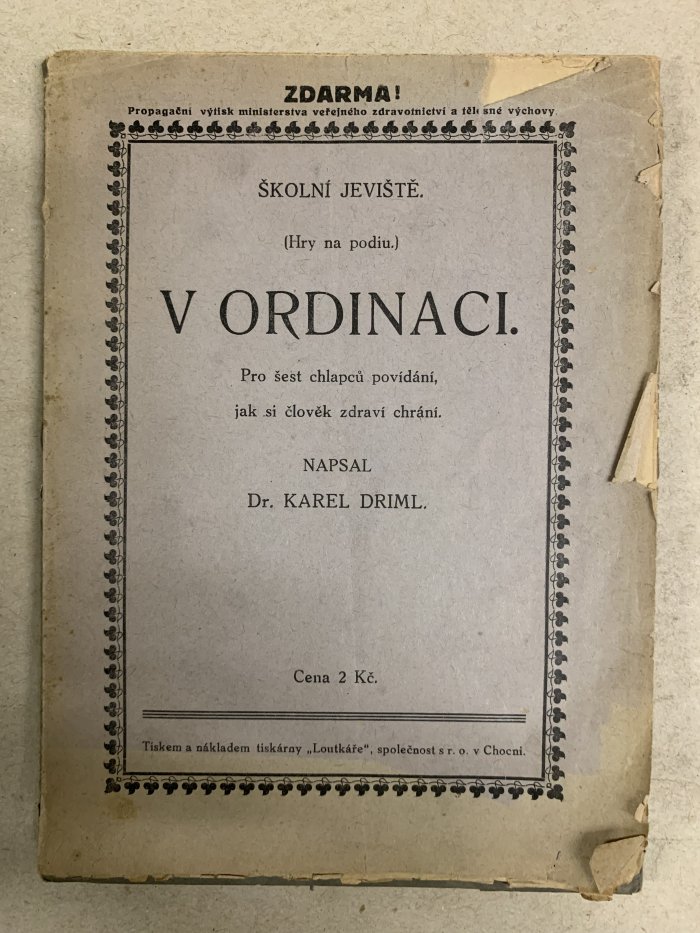 ZDARMA!
Propagační výtisk ministerstva veřejného zdravotnictví a tělesné výchovy.
ŠKOLNÍ JEVIŠTĚ.
(Hry na podiu.)
V ORDINACI.
Pro šest chlapců povídání,
jak si člověk zdraví chrání.
NAPSAL
Dr. KAREL DRIML.
Cena 2 Kč.
Tiskem a nákladem tiskárny „Loutkáře", společnost s r. o. v Chocni.